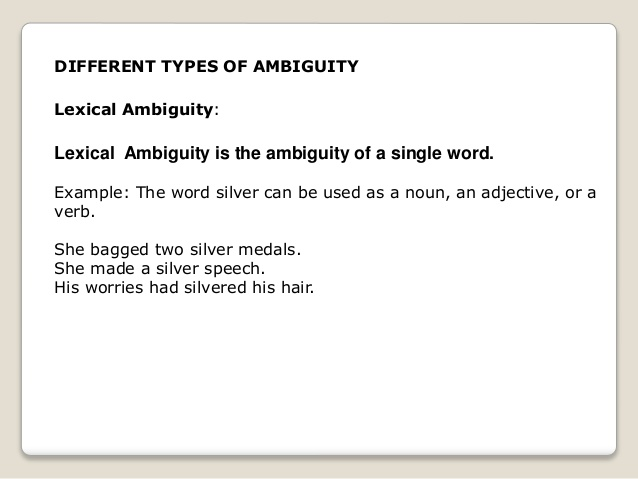 DIFFERENT TYPES OF AMBIGUITY
Lexical Ambiguity:
Lexical  Ambiguity is the ambiguity of a single word.
Example: The word silver can be used as a noun, an adjective, or a
verb.
She bagged two silver medals.
She made a silver speech.
His worries had silvered his hair.